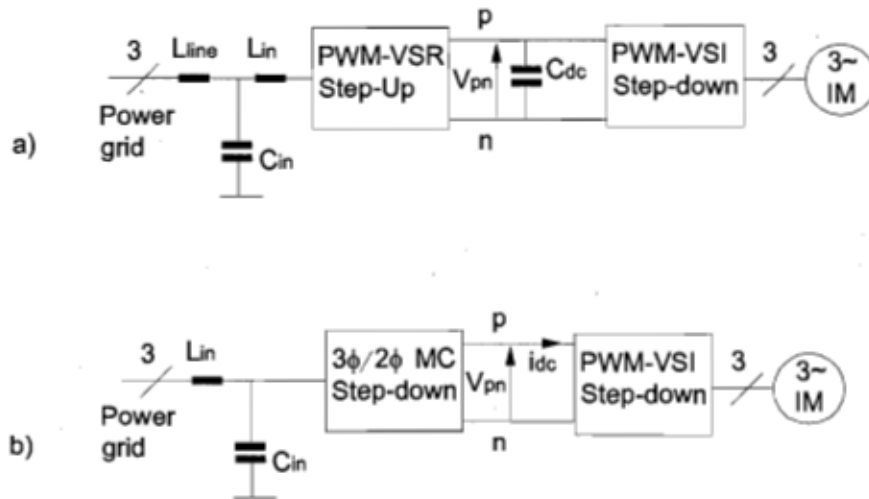 a)
3
Lline
Lin
Power
grid
Cin
PWM-VSR
Step-Up
p
Vpn
Cdc
n
PWM-VSI
Step-down
3
3~
IM
b)
3
Lin
Power
grid
Cin
3ϕ/2ϕ MC
Step-down
p
Vpn
idc
n
PWM-VSI
Step-down
3
3~
IM